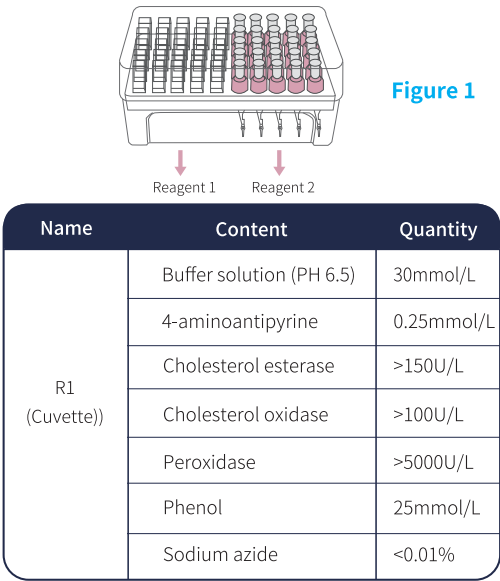 Figure 1
Reagent 1 Reagent 2
Name Content Quantity
Buffer solution (PH 6.5) 30mmol/L
4-aminoantipyrine 0.25mmol/L
Cholesterol esterase >150U/L
R1
(Cuvette))
Cholesterol oxidase >100U/L
Peroxidase >5000U/L
Phenol 25mmol/L
Sodium azide <0.01%